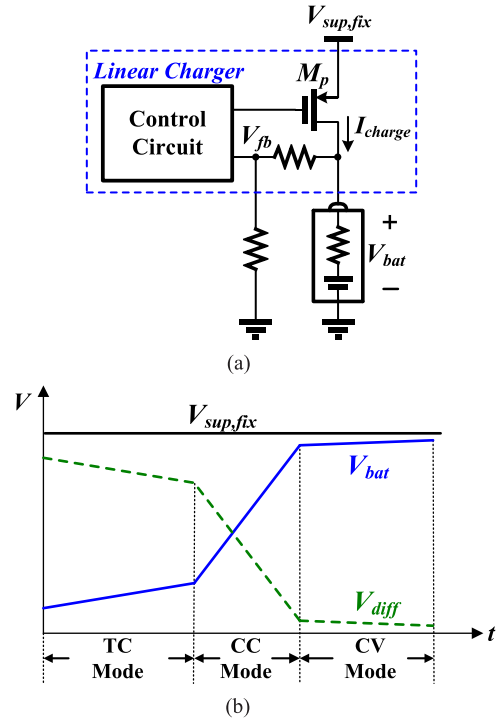 V_sup,fix
Linear Charger
M_p
Control
Circuit
I_charge
V_fb
+
V_bat
−
(a)
V
V_sup,fix
V_bat
V_diff
t
TC
Mode
CC
Mode
CV
Mode
(b)